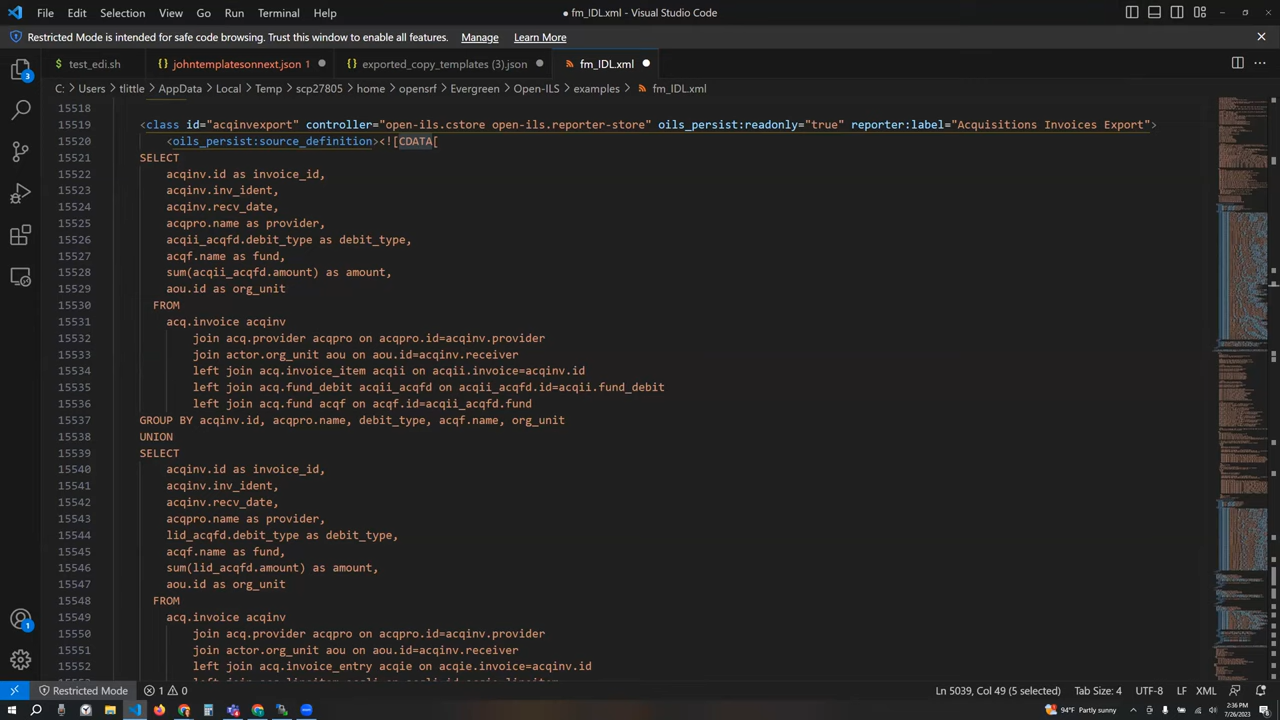 File Edit Selection View Go Run Terminal Help
● fm_IDL.xml - Visual Studio Code
Restricted Mode is intended for safe code browsing. Trust this window to enable all features. Manage Learn More
3
$ test_edi.sh
{} johntemplatesonnext.json 1 ●
{} exported_copy_templates (3).json ●
fm_IDL.xml ●
C: > Users > tlittle > AppData > Local > Temp > scp27805 > home > opensrf > Evergreen > Open-ILS > examples > fm_IDL.xml
15518
15519 <class id="acqinvexport" controller="open-ils.cstore open-ils.reporter-store" oils_persist:readonly="true" reporter:label="Acquisitions Invoices Export">
15520 <oils_persist:source_definition><![CDATA[
15521 SELECT
15522 acqinv.id as invoice_id,
15523 acqinv.inv_ident,
15524 acqinv.recv_date,
15525 acqpro.name as provider,
15526 acqii_acqfd.debit_type as debit_type,
15527 acqf.name as fund,
15528 sum(acqii_acqfd.amount) as amount,
15529 aou.id as org_unit
15530 FROM
15531 acq.invoice acqinv
15532 join acq.provider acqpro on acqpro.id=acqinv.provider
15533 join actor.org_unit aou on aou.id=acqinv.receiver
15534 left join acq.invoice_item acqii on acqii.invoice=acqinv.id
15535 left join acq.fund_debit acqii_acqfd on acqii_acqfd.id=acqii.fund_debit
15536 left join acq.fund acqf on acqf.id=acqii_acqfd.fund
15537 GROUP BY acqinv.id, acqpro.name, debit_type, acqf.name, org_unit
15538 UNION
15539 SELECT
15540 acqinv.id as invoice_id,
15541 acqinv.inv_ident,
15542 acqinv.recv_date,
15543 acqpro.name as provider,
15544 lid_acqfd.debit_type as debit_type,
15545 acqf.name as fund,
15546 sum(lid_acqfd.amount) as amount,
15547 aou.id as org_unit
15548 FROM
15549 acq.invoice acqinv
15550 join acq.provider acqpro on acqpro.id=acqinv.provider
15551 join actor.org_unit aou on aou.id=acqinv.receiver
15552 left join acq.invoice_entry acqie on acqie.invoice=acqinv.id
1
Restricted Mode 1 0
Ln 5939, Col 49 (5 selected) Tab Size: 4 UTF-8 LF XML
94°F Partly sunny
2:36 PM
7/26/2023